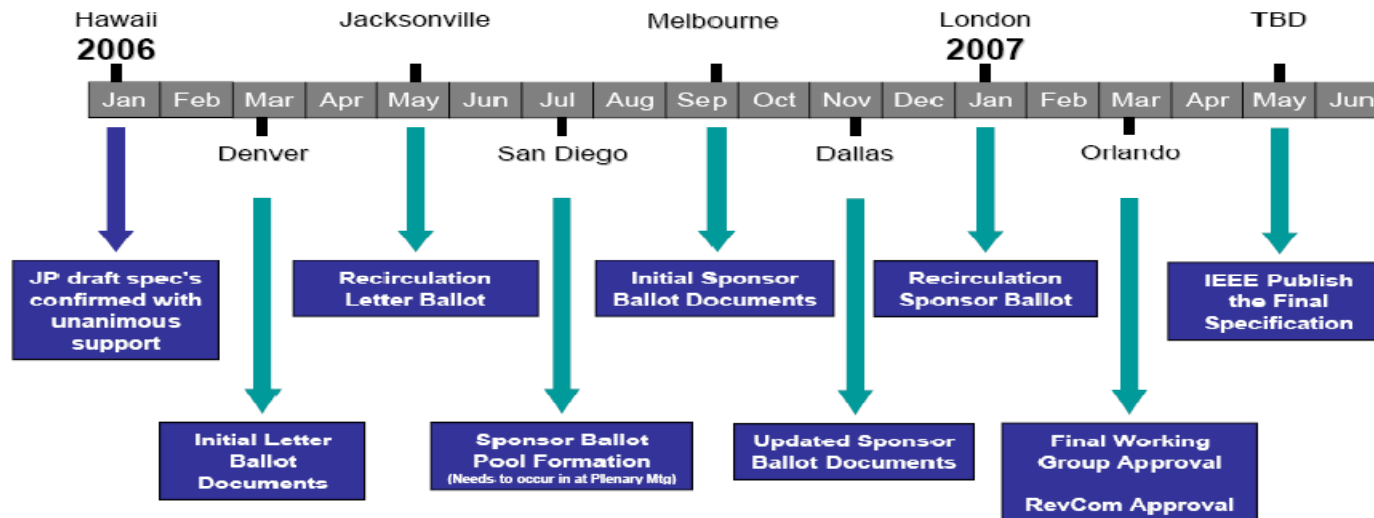 Hawaii Jacksonville Melbourne London TBD
2006 2007
Jan Feb Mar Apr May Jun Jul Aug Sep Oct Nov Dec Jan Feb Mar Apr May Jun
Denver San Diego Dallas Orlando
JP draft spec's
confirmed with
unanimous
support
Recirculation
Letter Ballot
Initial Sponsor
Ballot Documents
Recirculation
Sponsor Ballot
IEEE Publish
the Final
Specification
Initial Letter
Ballot
Documents
Sponsor Ballot
Pool Formation
(Needs to occur in at Plenary Mtg)
Updated Sponsor
Ballot Documents
Final Working
Group Approval
RevCom Approval